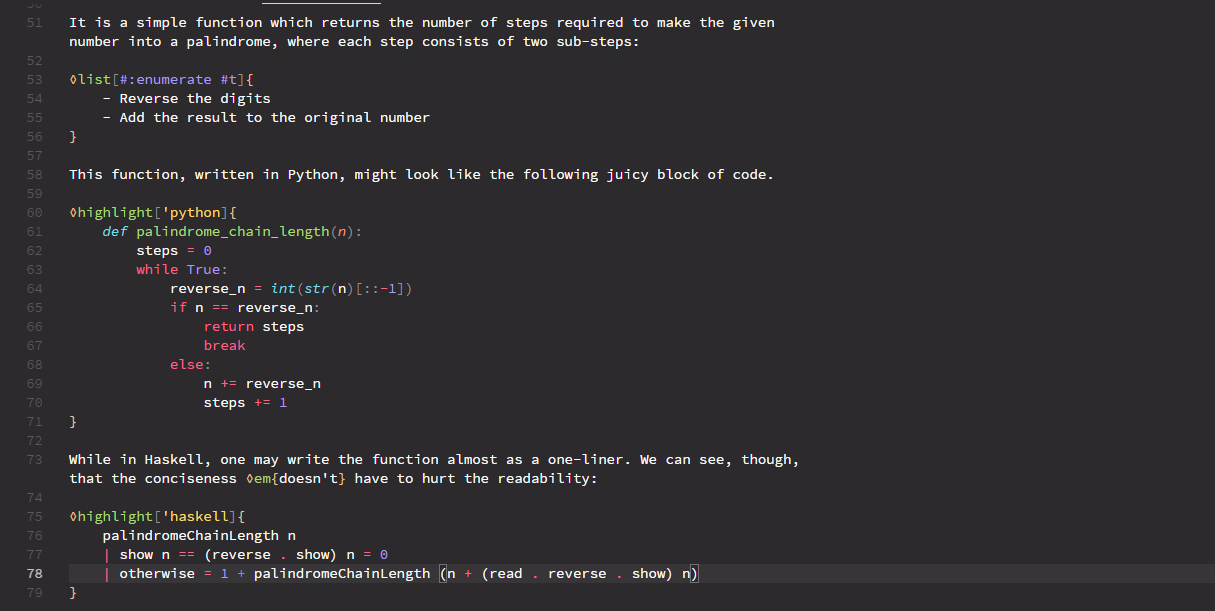 51 It is a simple function which returns the number of steps required to make the given
number into a palindrome, where each step consists of two sub-steps:
52
53 ◊list[#:enumerate #t]{
54     - Reverse the digits
55     - Add the result to the original number
56 }
57
58 This function, written in Python, might look like the following juicy block of code.
59
60 ◊highlight['python]{
61     def palindrome_chain_length(n):
62         steps = 0
63         while True:
64             reverse_n = int(str(n)[::-1])
65             if n == reverse_n:
66                 return steps
67                 break
68             else:
69                 n += reverse_n
70                 steps += 1
71 }
72
73 While in Haskell, one may write the function almost as a one-liner. We can see, though,
that the conciseness ◊em{doesn't} have to hurt the readability:
74
75 ◊highlight['haskell]{
76     palindromeChainLength n
77     | show n == (reverse . show) n = 0
78     | otherwise = 1 + palindromeChainLength (n + (read . reverse . show) n)
79 }